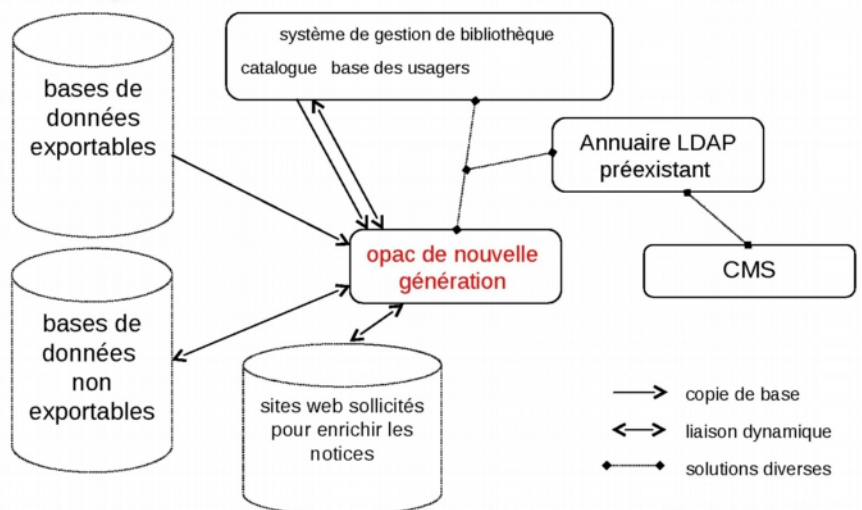 système de gestion de bibliothèque
catalogue base des usagers
bases de
données
exportables
Annuaire LDAP
préexistant
opac de nouvelle
génération
CMS
bases de
données
non
exportables
sites web sollicités
pour enrichir les
notices
copie de base
liaison dynamique
solutions diverses